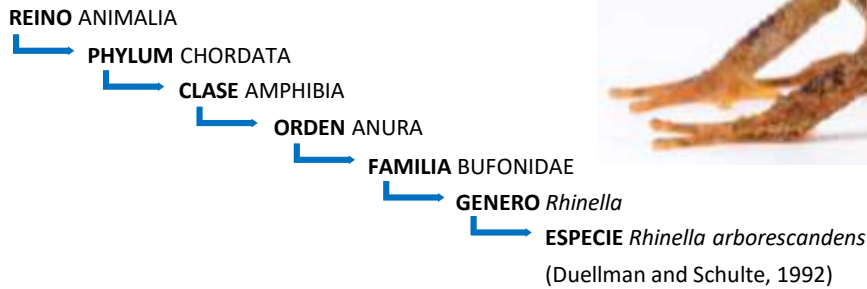 REINO ANIMALIA
PHYLUM CHORDATA
CLASE AMPHIBIA
ORDEN ANURA
FAMILIA BUFONIDAE
GENERO Rhinella
ESPECIE Rhinella arborescandens
(Duellman and Schulte, 1992)